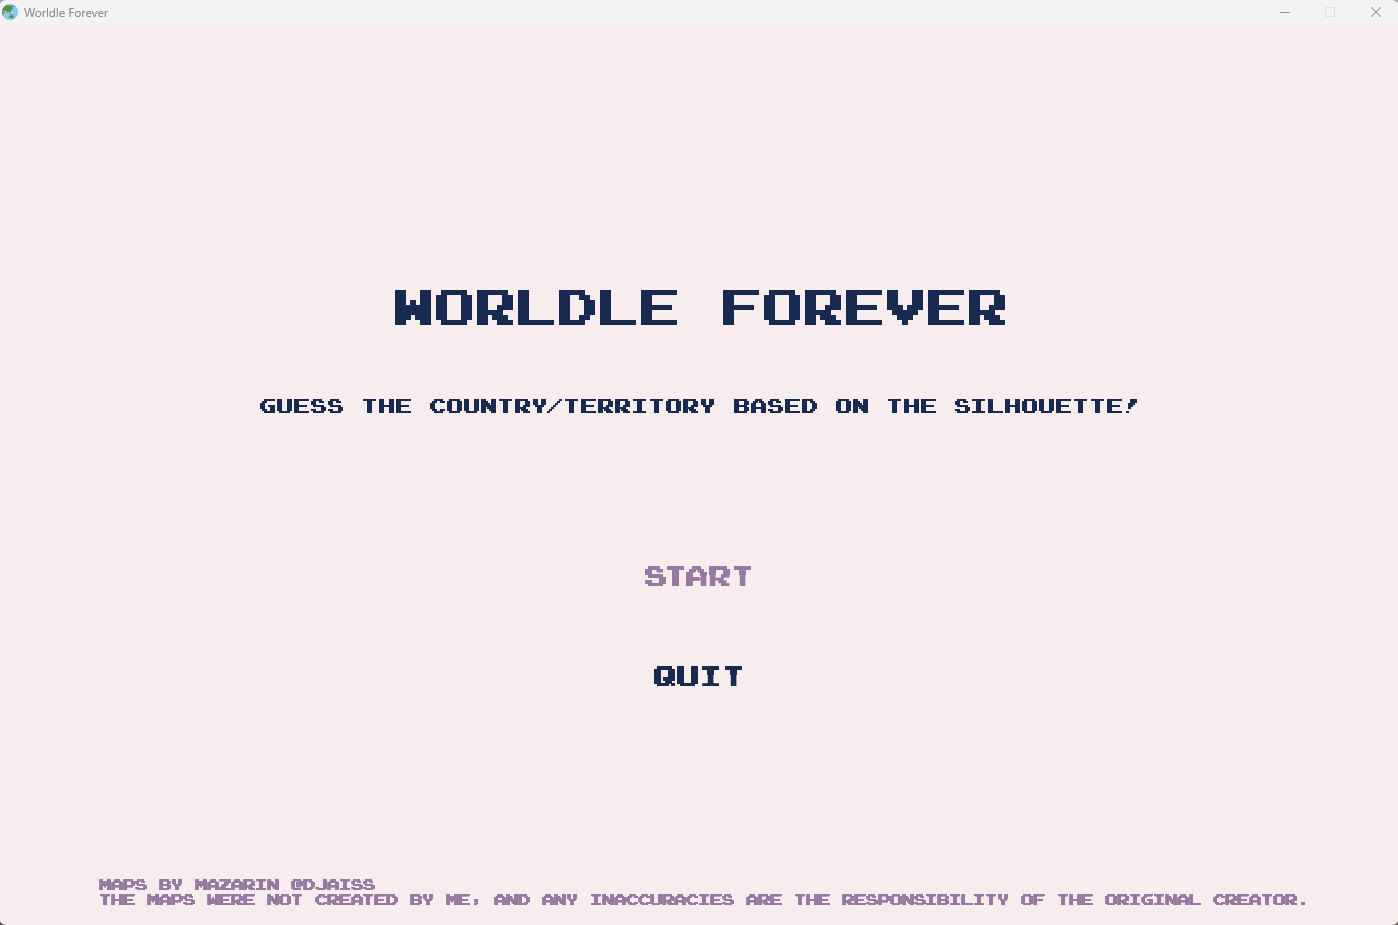 Worldle Forever
WORLDLE FOREVER
GUESS THE COUNTRY/TERRITORY BASED ON THE SILHOUETTE!
START
QUIT
MAPS BY MAZARIN @DJAISS
THE MAPS WERE NOT CREATED BY ME, AND ANY INACCURACIES ARE THE RESPONSIBILITY OF THE ORIGINAL CREATOR.